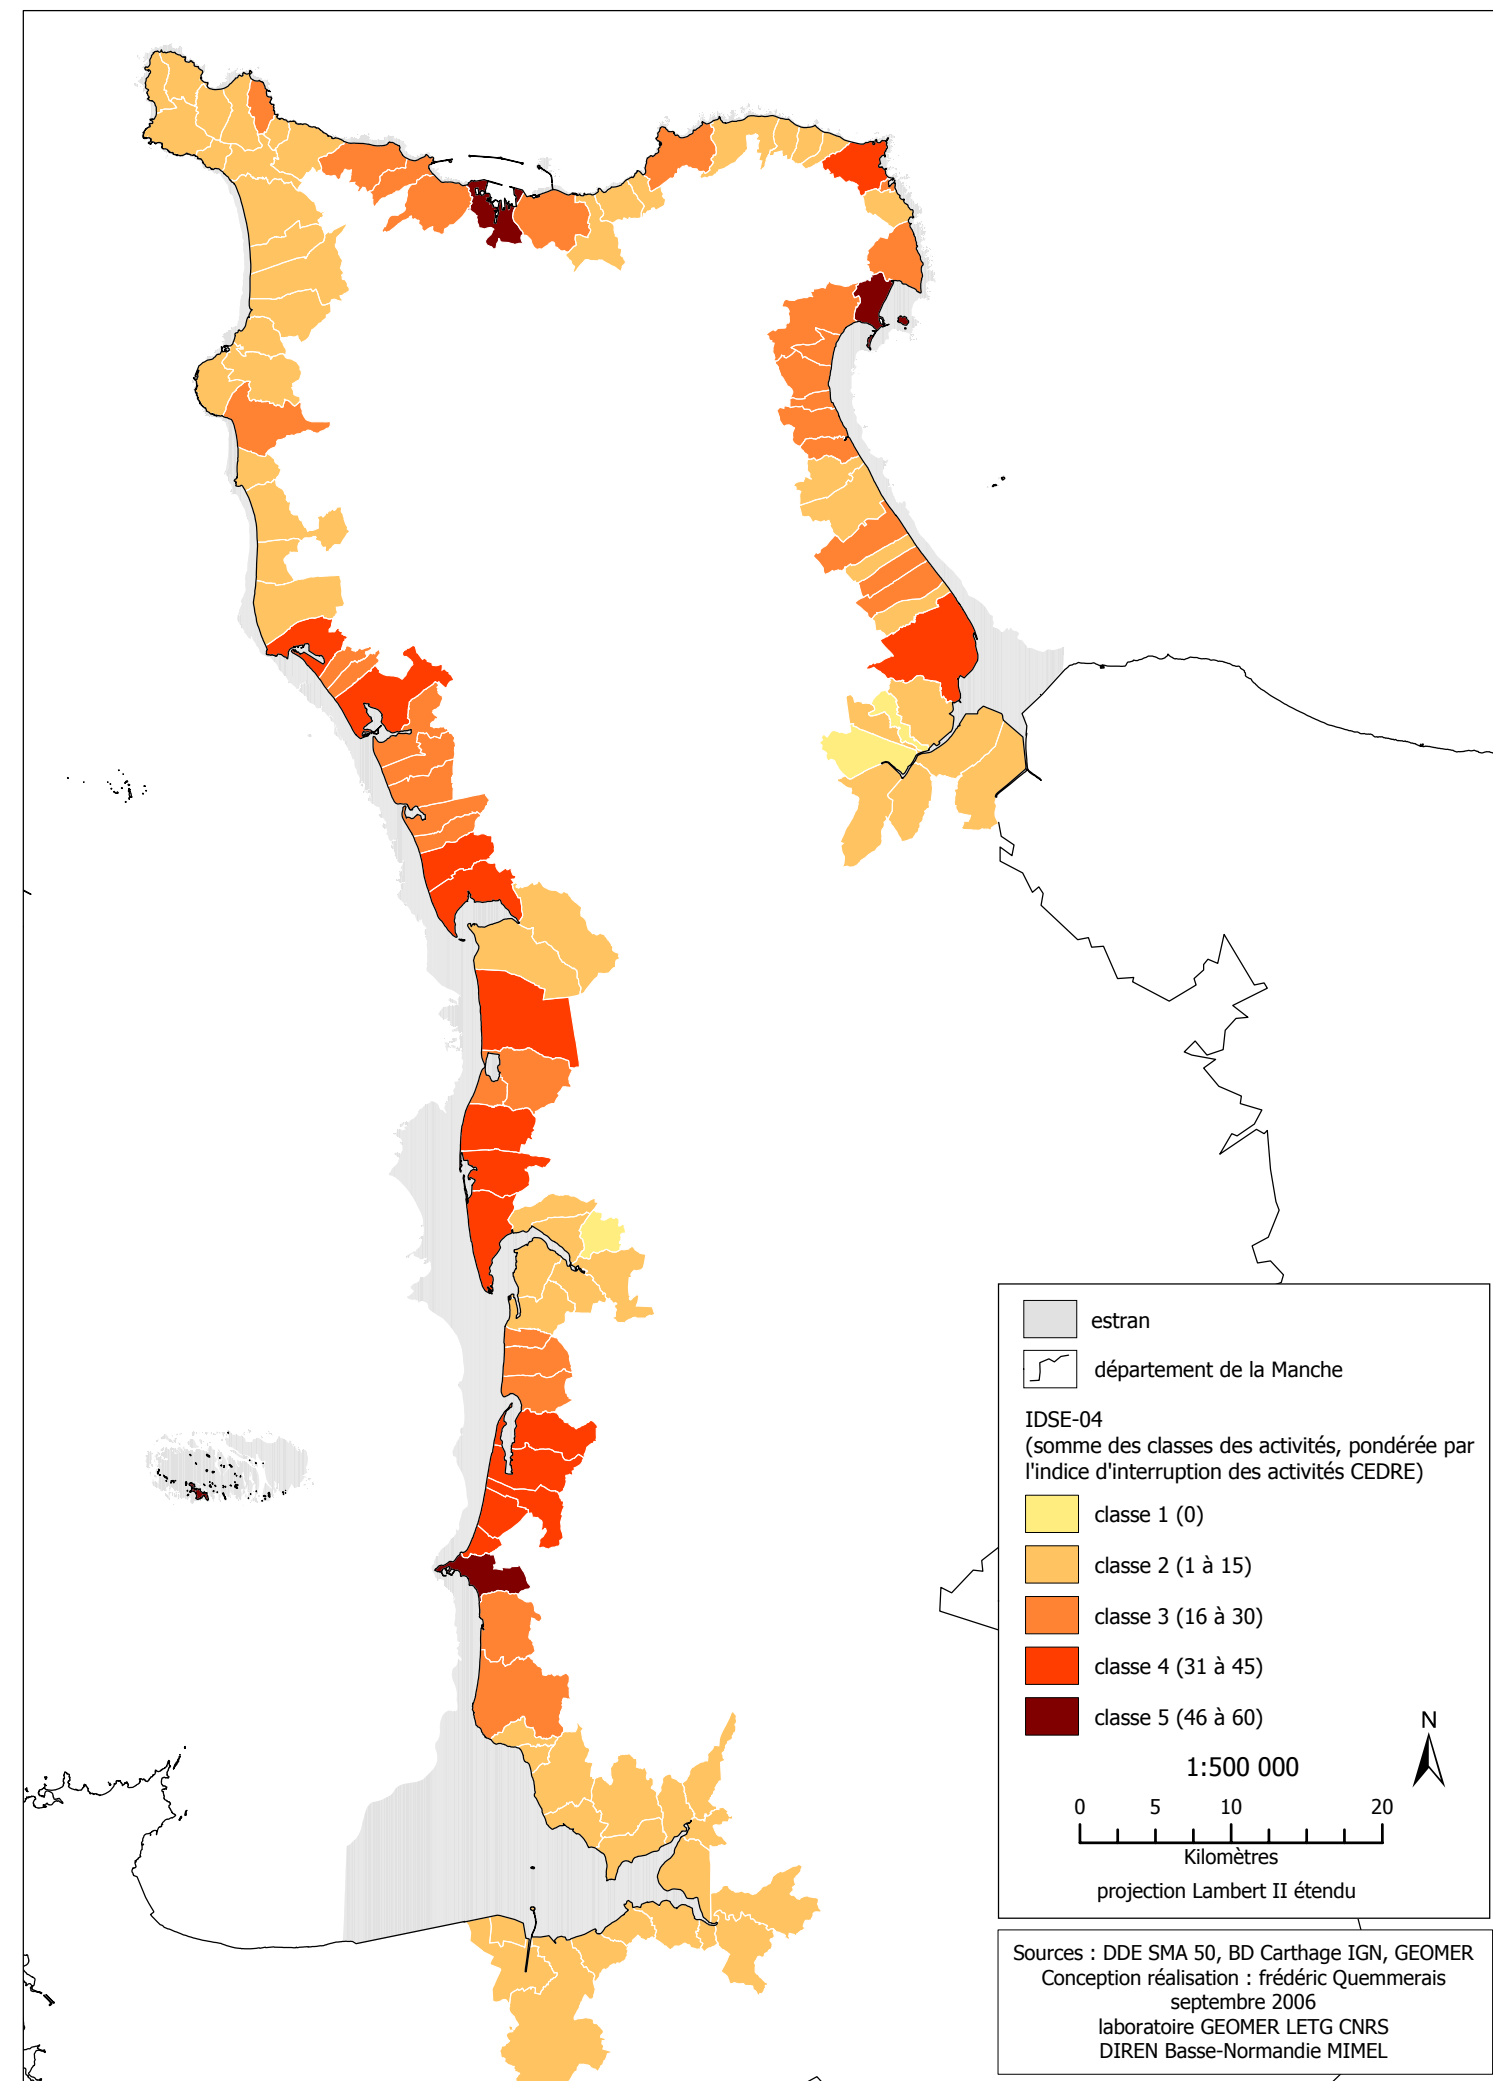 estran
département de la Manche
IDSE-04
(somme des classes des activités, pondérée par
l'indice d'interruption des activités CEDRE)
classe 1 (0)
classe 2 (1 à 15)
classe 3 (16 à 30)
classe 4 (31 à 45)
classe 5 (46 à 60)
N
1:500 000
0 5 10 20
Kilomètres
projection Lambert II étendu
Sources : DDE SMA 50, BD Carthage IGN, GEOMER
Conception réalisation : frédéric Quemmerais
septembre 2006
laboratoire GEOMER LETG CNRS
DIREN Basse-Normandie MIMEL